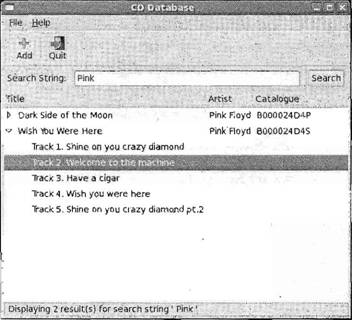 CD Database
File Help
Add Quit
Search String: Pink Search
Title Artist Catalogue
Dark Side of the Moon Pink Floyd B000024D4P
Wish You Were Here Pink Floyd B000024D4S
Track 1. Shine on you crazy diamond
Track 2. Welcome to the machine
Track 3. Have a cigar
Track 4. Wish you were here
Track 5. Shine on you crazy diamond pt.2
Displaying 2 result(s) for search string ' Pink '